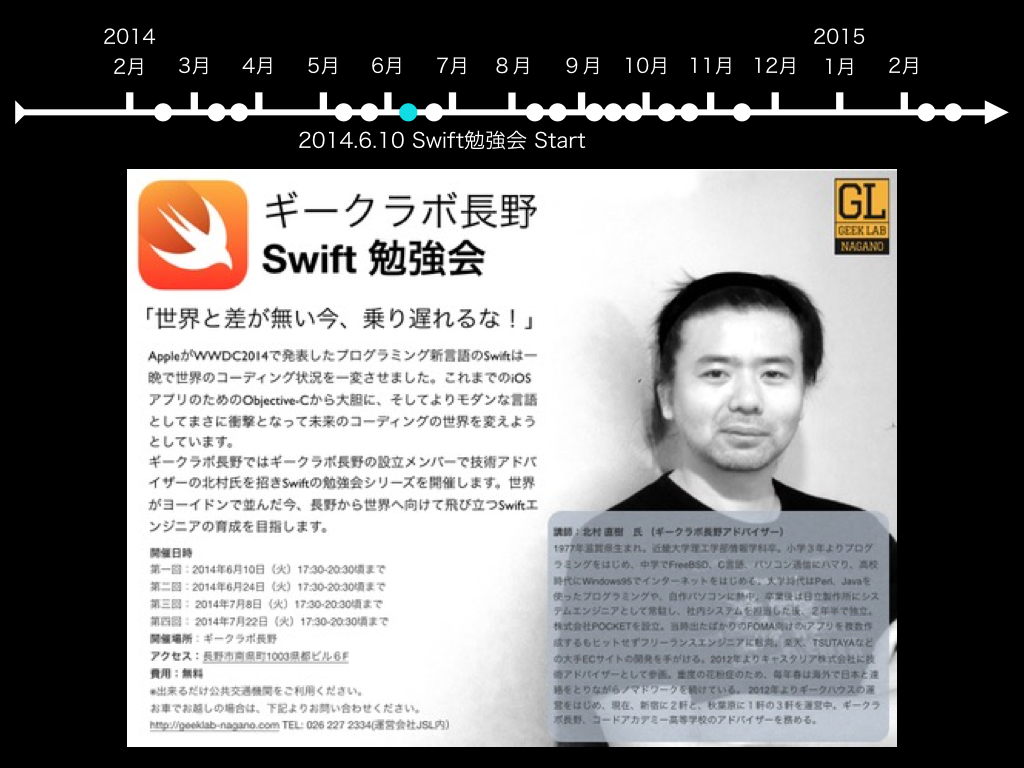 2014
2015
2月 3月 4月 5月 6月 7月 8月 9月 10月 11月 12月 1月 2月
2014.6.10 Swift勉強会 Start
ギークラボ長野
Swift 勉強会
GL
GEEK LAB
NAGANO
「世界と差が無い今、乗り遅れるな！」
AppleがWWDC2014で発表したプログラミング新言語のSwiftは一
晩で世界のコーディング状況を一変させました。これまでのiOS
アプリのためのObjective-Cから大胆に、そしてよりモダンな言語
としてまさに衝撃となって未来のコーディングの世界を変えよう
としています。
ギークラボ長野ではギークラボ長野の設立メンバーで技術アドバ
イザーの北村氏を招きSwiftの勉強会シリーズを開催します。世界
がヨーイドンで並んだ今、長野から世界へ向けて飛び立つSwiftエ
ンジニアの育成を目指します。
開催日時
第一回：2014年6月10日（火）17:30-20:30頃まで
第二回：2014年6月24日（火）17:30-20:30頃まで
第三回： 2014年7月8日（火）17:30-20:30頃まで
第四回： 2014年7月22日（火）17:30-20:30頃まで
開催場所：ギークラボ長野
アクセス：長野市南県町1003県都ビル６F
費用：無料
※出来るだけ公共交通機関をご利用ください。
お車でお越しの場合は、下記よりお問い合わせください。
http://geeklab-nagano.com TEL: 026 227 2334(運営会社JSL内)
講師：北村 直樹 氏 （ギークラボ長野アドバイザー）
1977年滋賀県生まれ。近畿大学理工学部情報学科卒。小学３年よりプログ
ラミングをはじめ、中学でFreeBSD、C言語、パソコン通信にハマり、高校
時代にWindows95でインターネットをはじめる。大学時代はPerl、Javaを
使ったプログラミングや、自作パソコンに熱中。卒業後は日立製作所にシス
テムエンジニアとして常駐し、社内システムを担当した後、２年半で独立。
株式会社POCKETを設立。当時出たばかりのFOMA向けのiアプリを複数作
成するもヒットせずフリーランスエンジニアに転向。楽天、TSUTAYAなど
の大手ECサイトの開発を手がける。2012年よりキャスタリア株式会社に技
術アドバイザーとして参画。重度の花粉症のため、毎年春は海外で日本と連
絡をとりながらノマドワークを続けている。 2012年よりギークハウスの運
営をはじめ、現在、新宿に２軒と、秋葉原に１軒の３軒を運営中。ギークラ
ボ長野、コードアカデミー高等学校のアドバイザーを務める。